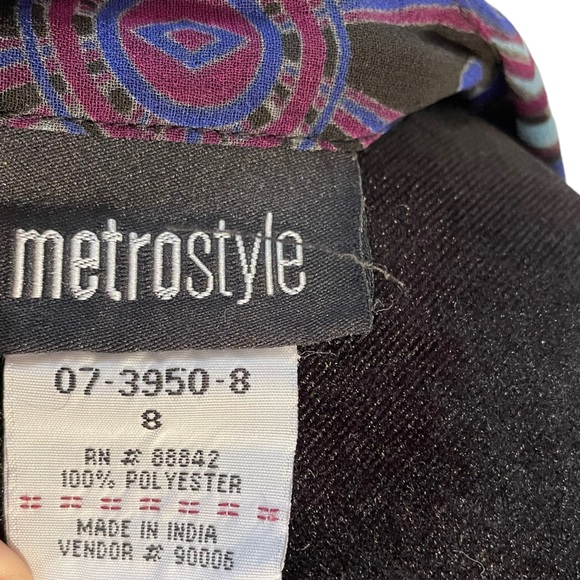 metrostyle
07-3950-8
8
RN # 88842
100% POLYESTER
MADE IN INDIA
VENDOR # 90006